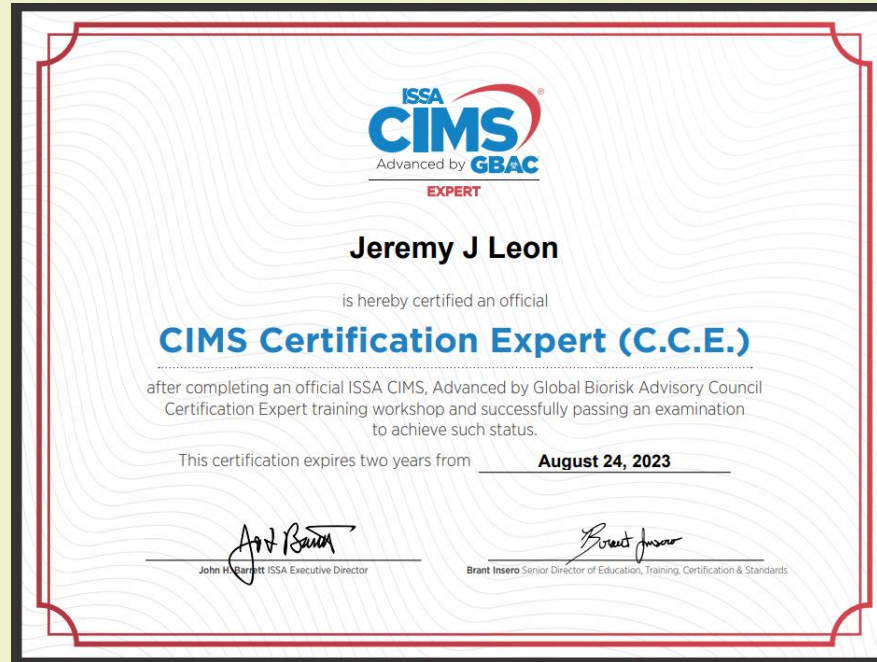 ISSA
CIMS®
Advanced by GBAC
EXPERT
Jeremy J Leon
is hereby certified an official
CIMS Certification Expert (C.C.E.)
after completing an official ISSA CIMS, Advanced by Global Biorisk Advisory Council
Certification Expert training workshop and successfully passing an examination
to achieve such status.
This certification expires two years from August 24, 2023
John H. Barrett ISSA Executive Director
Brant Insero Senior Director of Education, Training, Certification & Standards